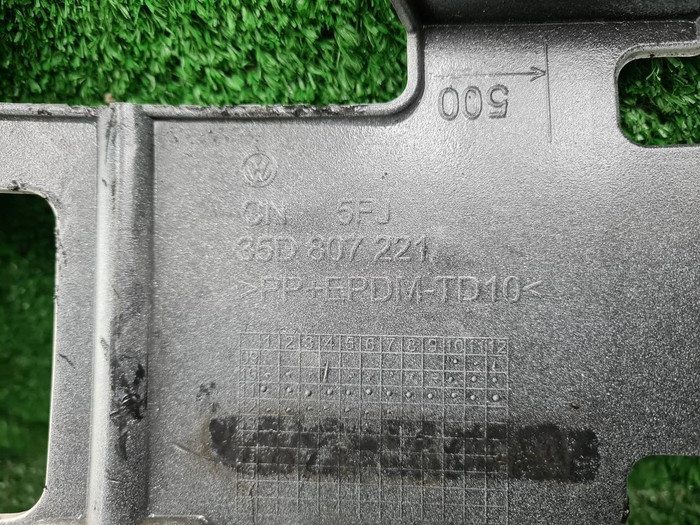 500
VW
CN 5FJ
35D 807 221
>PP+EPDM-TD10<
1 2 3 4 5 6 7 8 9 10 11 12